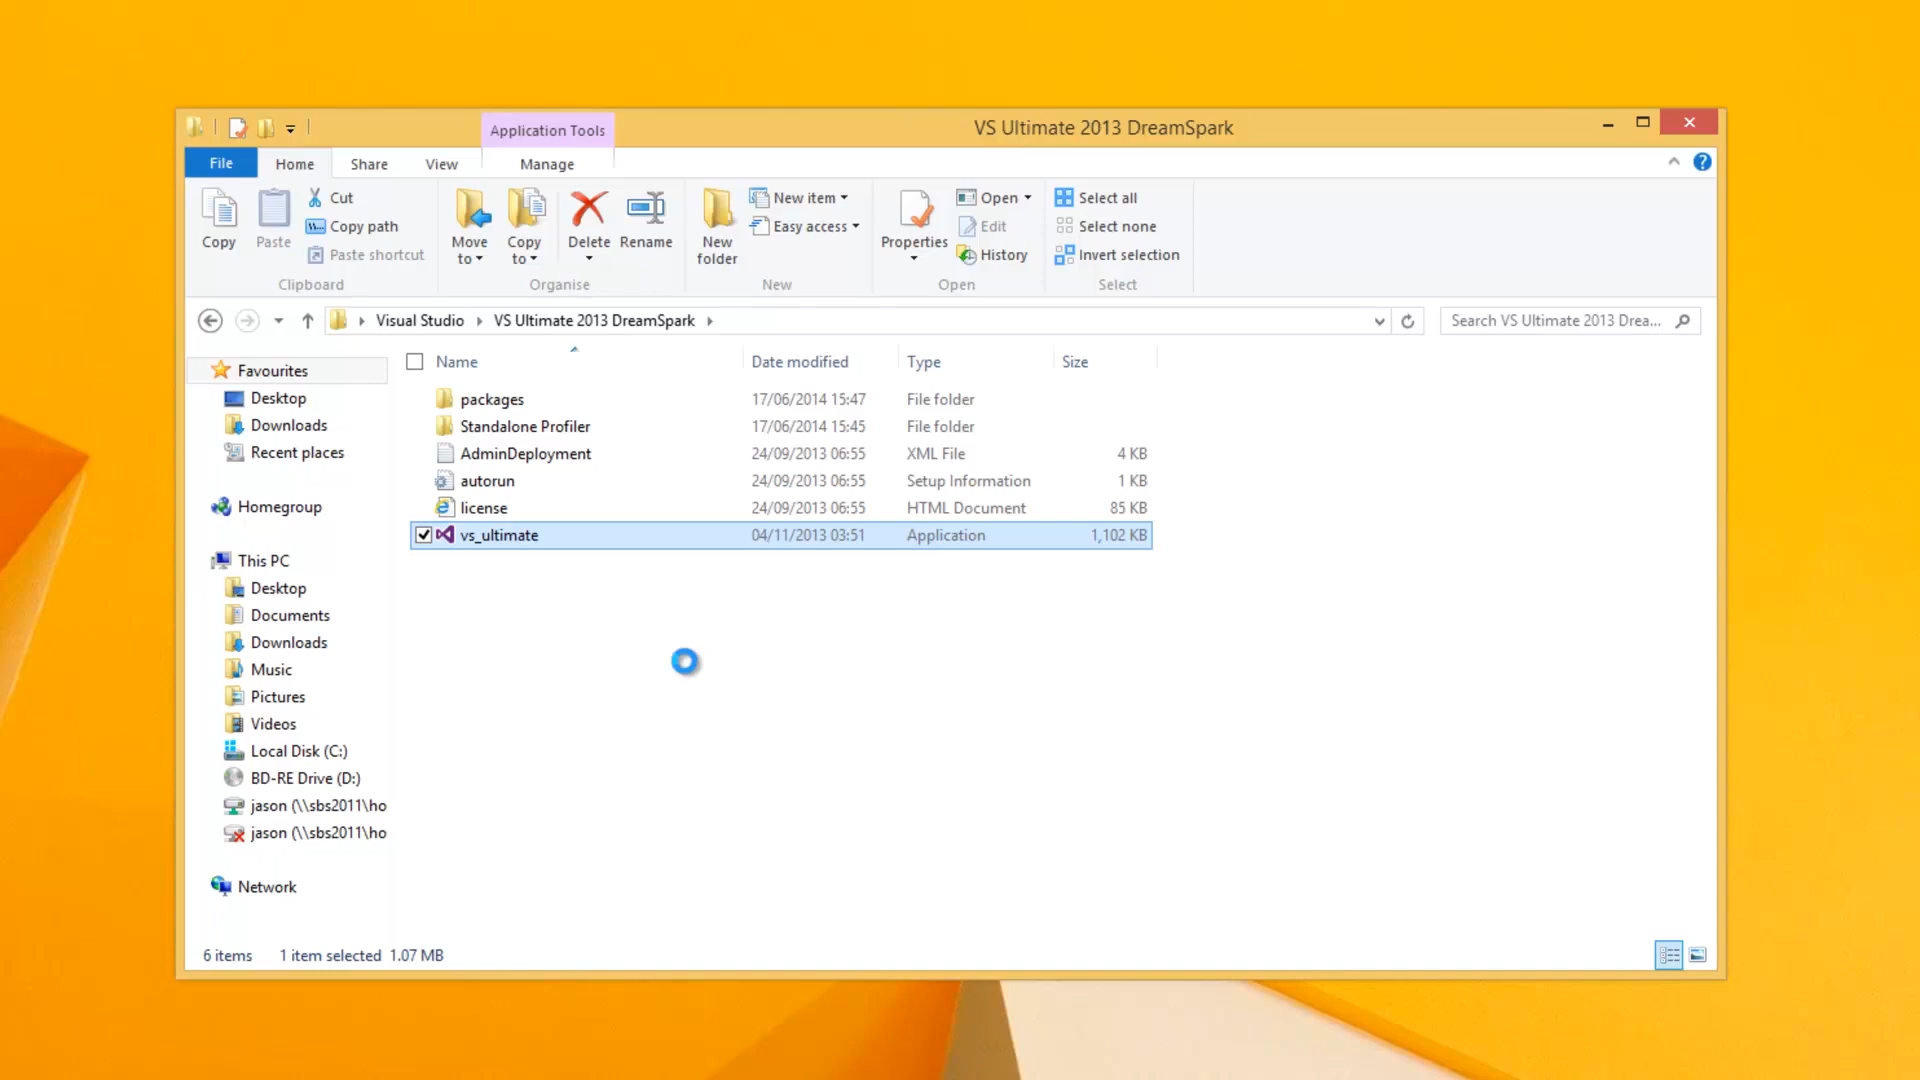 Application Tools
VS Ultimate 2013 DreamSpark
File
Home
Share
View
Manage
Copy
Paste
Cut
Copy path
Paste shortcut
Clipboard
Move to
Copy to
Delete
Rename
Organise
New folder
New item
Easy access
New
Properties
Open
Edit
History
Open
Select all
Select none
Invert selection
Select
Visual Studio
VS Ultimate 2013 DreamSpark
Search VS Ultimate 2013 Drea...
Name Date modified Type Size
packages 17/06/2014 15:47 File folder
Standalone Profiler 17/06/2014 15:45 File folder
AdminDeployment 24/09/2013 06:55 XML File 4 KB
autorun 24/09/2013 06:55 Setup Information 1 KB
license 24/09/2013 06:55 HTML Document 85 KB
vs_ultimate 04/11/2013 03:51 Application 1,102 KB
Favourites
Desktop
Downloads
Recent places
Homegroup
This PC
Desktop
Documents
Downloads
Music
Pictures
Videos
Local Disk (C:)
BD-RE Drive (D:)
jason (\\sbs2011\ho
jason (\\sbs2011\ho
Network
6 items 1 item selected 1.07 MB